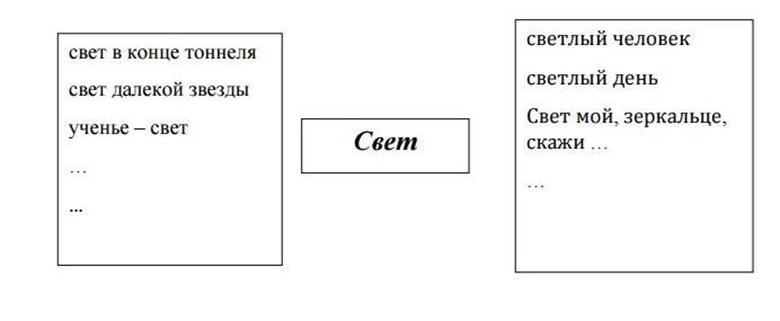 свет в конце тоннеля
свет далекой звезды
ученье – свет
…
...
Свет
светлый человек
светлый день
Свет мой, зеркальце,
скажи …
…